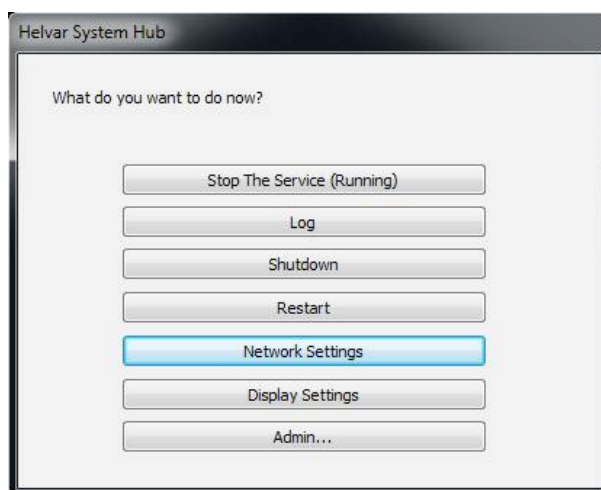 Helvar System Hub
What do you want to do now?
Stop The Service (Running)
Log
Shutdown
Restart
Network Settings
Display Settings
Admin...